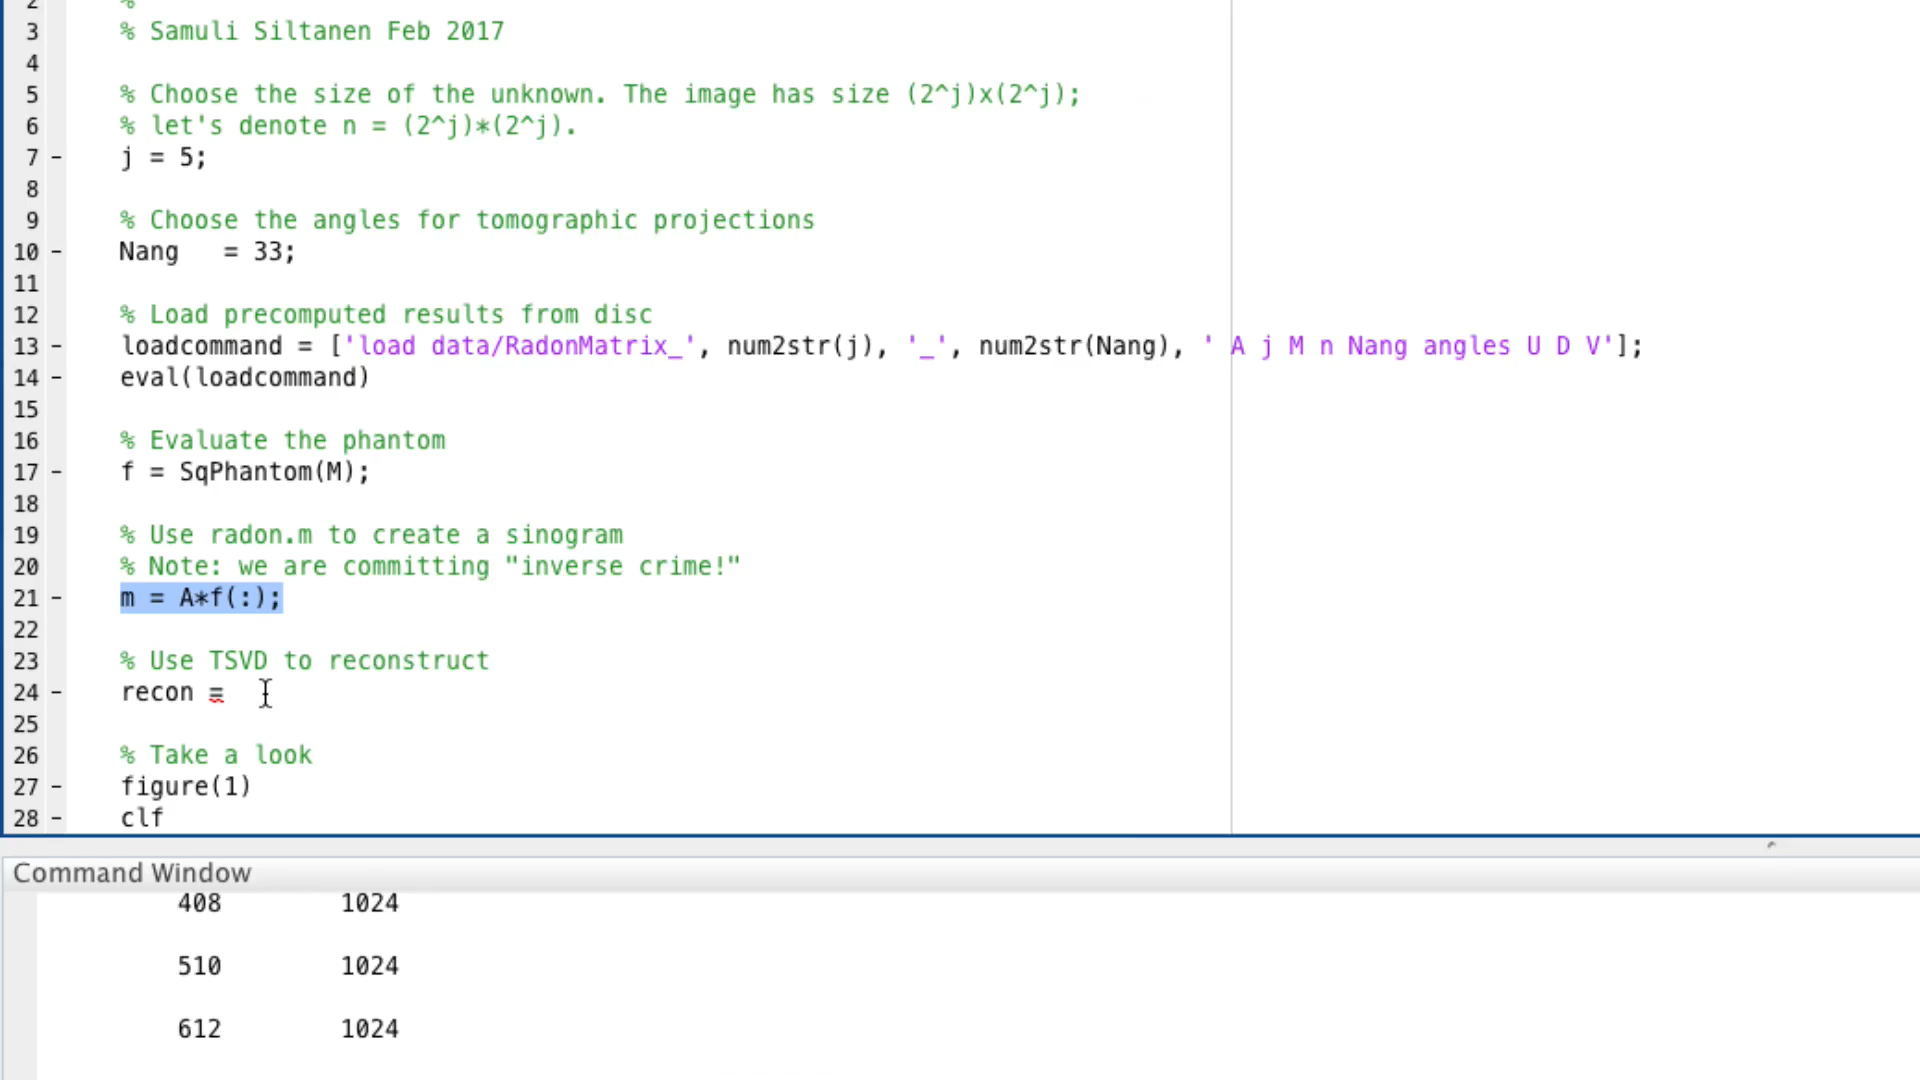 2 %
3 % Samuli Siltanen Feb 2017
4
5 % Choose the size of the unknown. The image has size (2^j)x(2^j);
6 % let's denote n = (2^j)*(2^j).
7 - j = 5;
8
9 % Choose the angles for tomographic projections
10 - Nang = 33;
11
12 % Load precomputed results from disc
13 - loadcommand = ['load data/RadonMatrix_', num2str(j), '_', num2str(Nang), ' A j M n Nang angles U D V'];
14 - eval(loadcommand)
15
16 % Evaluate the phantom
17 - f = SqPhantom(M);
18
19 % Use radon.m to create a sinogram
20 % Note: we are committing "inverse crime!"
21 - m = A*f(:);
22
23 % Use TSVD to reconstruct
24 - recon =
25
26 % Take a look
27 - figure(1)
28 - clf
Command Window
408 1024
510 1024
612 1024